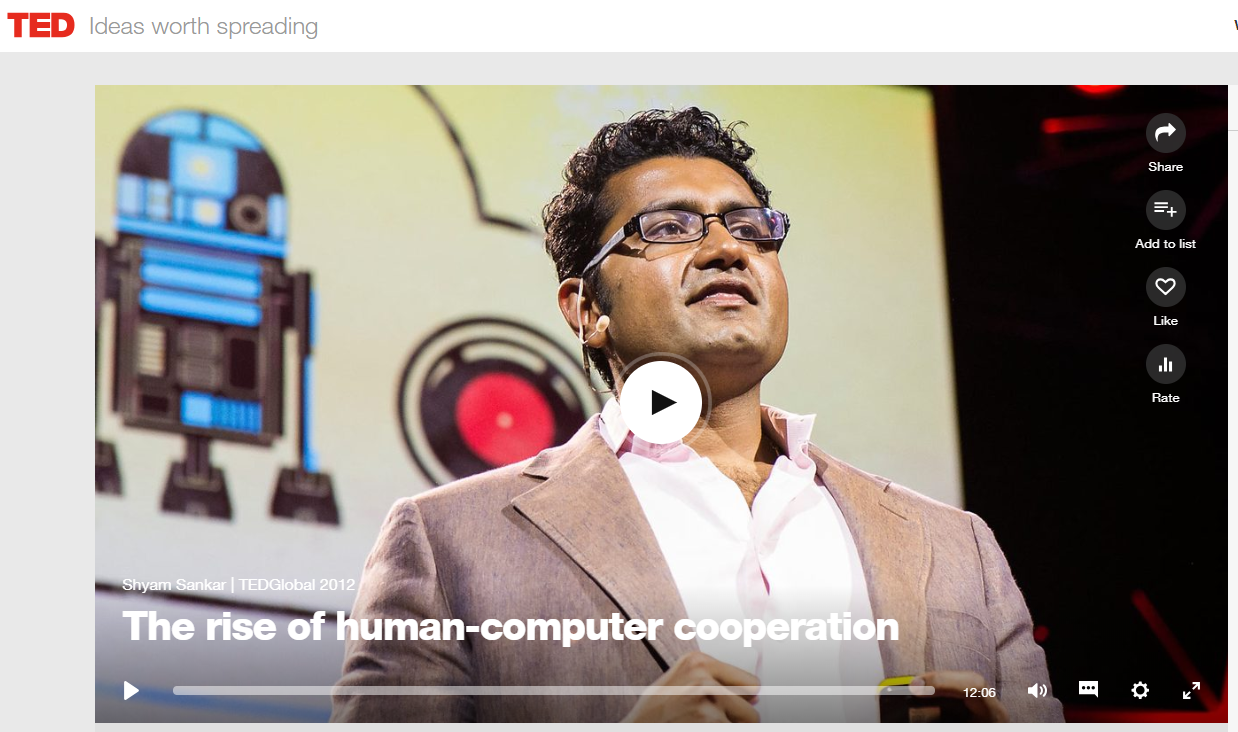 TED Ideas worth spreading
Share
Add to list
Like
Rate
Shyam Sankar | TEDGlobal 2012
The rise of human-computer cooperation
12:06